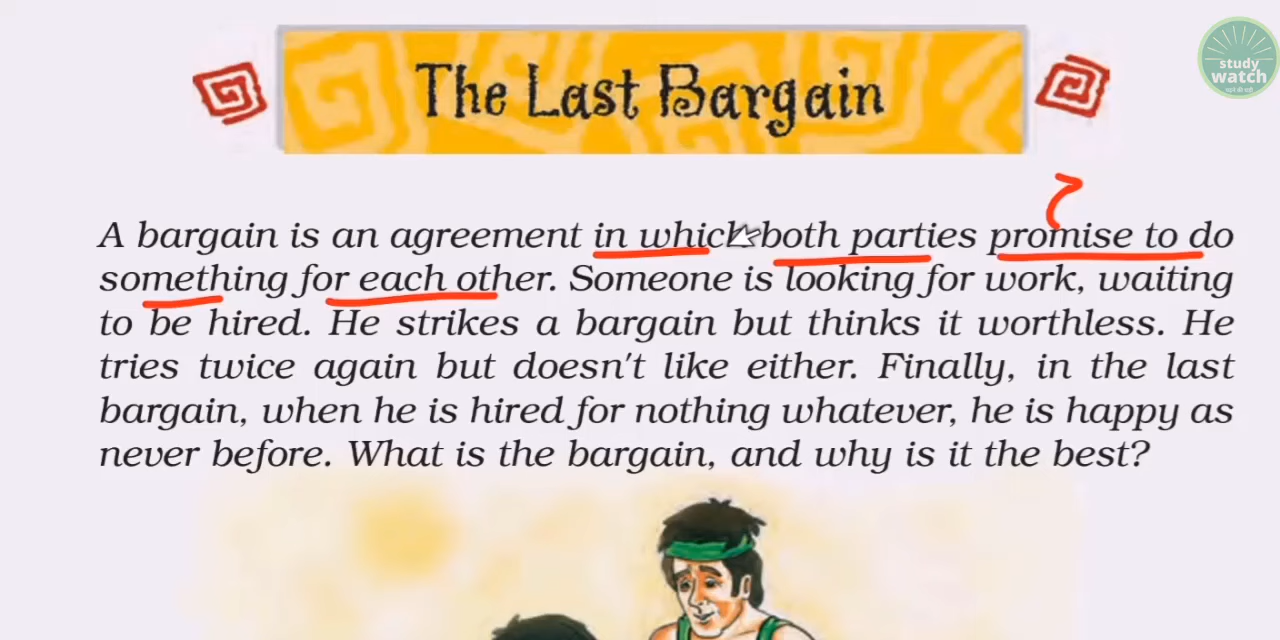 The Last Bargain
study
watch
A bargain is an agreement in which both parties promise to do
something for each other. Someone is looking for work, waiting
to be hired. He strikes a bargain but thinks it worthless. He
tries twice again but doesn't like either. Finally, in the last
bargain, when he is hired for nothing whatever, he is happy as
never before. What is the bargain, and why is it the best?